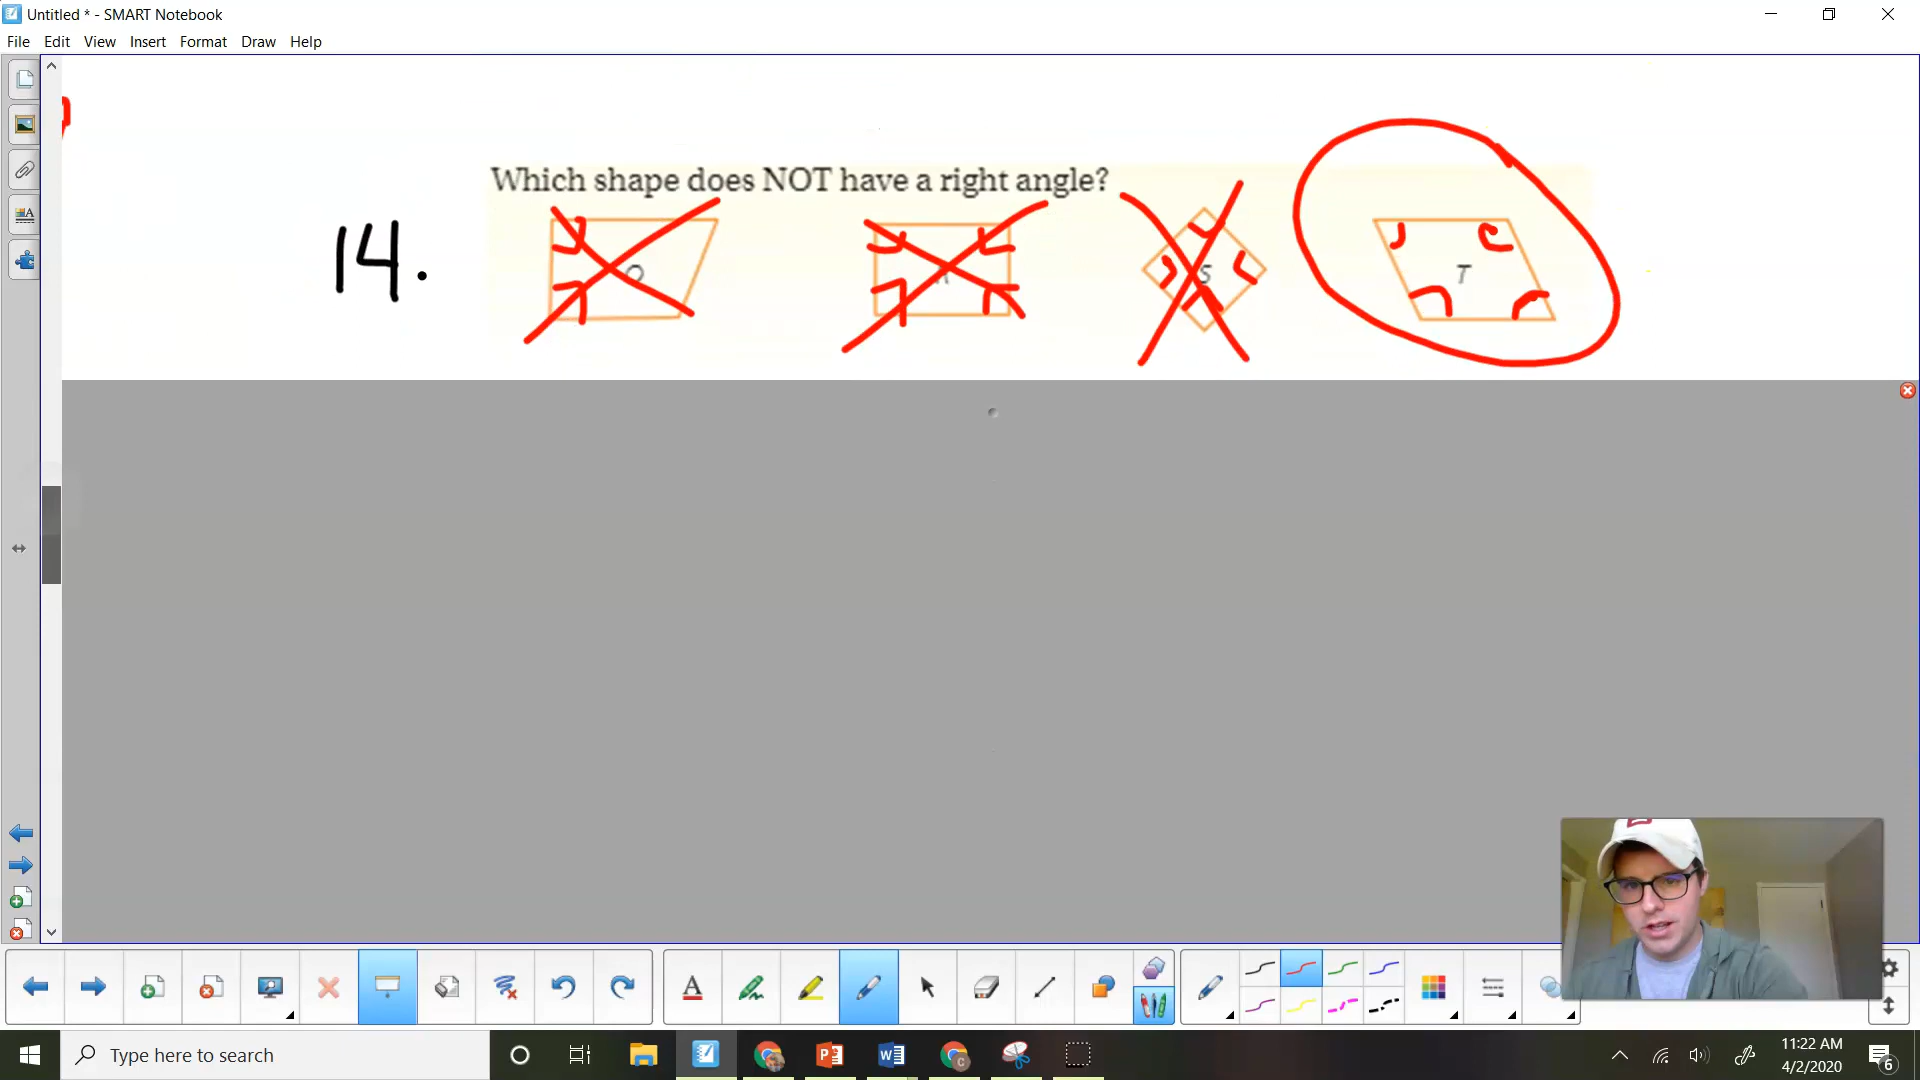 Untitled * - SMART Notebook
File Edit View Insert Format Draw Help
Which shape does NOT have a right angle?
14.
S
T
Type here to search
11:22 AM
4/2/2020
6